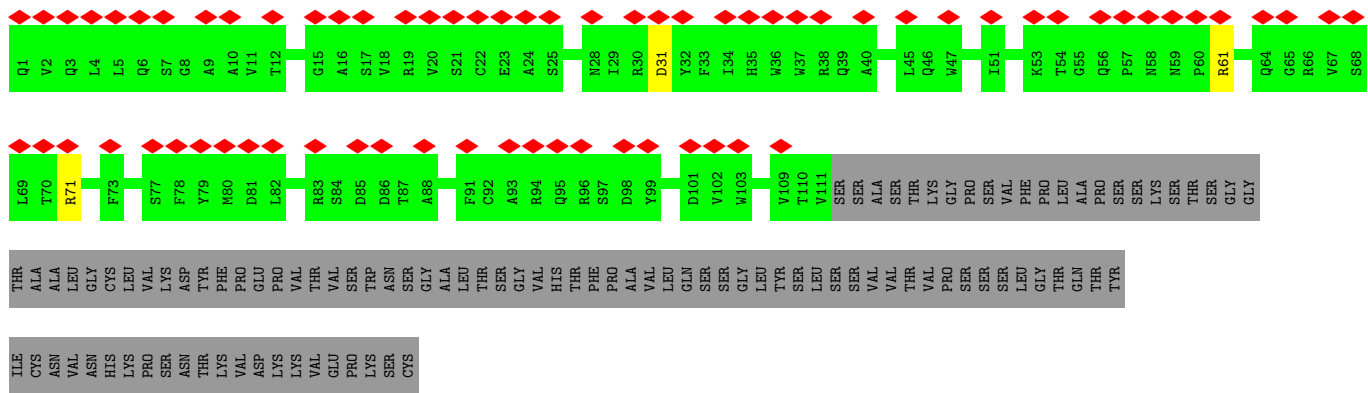 Q1 V2 Q3 L4 L5 Q6 S7 G8 A9 A10 V11 T12 G15 A16 S17 V18 R19 V20 S21 C22 E23 A24 S25 N28 I29 R30 D31 Y32 F33 I34 H35 W36 W37 R38 Q39 A40 L45 Q46 W47 I51 K53 T54 G55 Q56 P57 N58 N59 P60 R61 Q64 G65 R66 V67 S68
L69 T70 R71 F73 S77 F78 Y79 M80 D81 L82 R83 S84 D85 D86 T87 A88 F91 C92 A93 R94 Q95 R96 S97 D98 Y99 D101 V102 W103 V109 T110 V111 SER SER ALA SER THR LYS GLY PRO SER VAL PHE PRO LEU ALA PRO SER SER LYS SER THR SER GLY GLY
THR ALA ALA LEU GLY CYS LEU VAL LYS ASP TYR PHE PRO GLU PRO VAL THR VAL SER TRP ASN SER GLY ALA LEU THR SER GLY VAL HIS THR PHE PRO ALA VAL LEU GLN SER SER GLY LEU TYR SER LEU SER SER VAL VAL THR VAL PRO SER SER SER LEU GLY THR GLN THR TYR
ILE CYS ASN VAL ASN HIS LYS PRO SER ASN THR LYS VAL ASP LYS LYS VAL GLU PRO LYS SER CYS